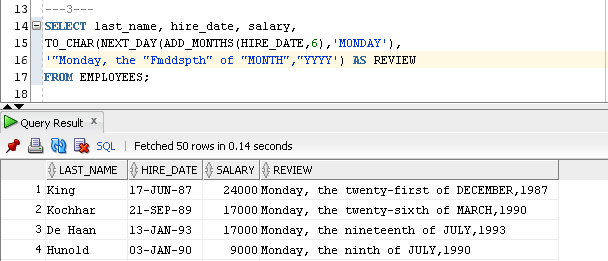 13 ---3---
14 SELECT last_name, hire_date, salary,
15 TO_CHAR(NEXT_DAY(ADD_MONTHS(HIRE_DATE,6),'MONDAY'),
16 '"Monday, the "Fmddspth" of "MONTH","YYYY') AS REVIEW
17 FROM EMPLOYEES;
Query Result x
SQL | Fetched 50 rows in 0.14 seconds
LAST_NAME HIRE_DATE SALARY REVIEW
1 King 17-JUN-87 24000 Monday, the twenty-first of DECEMBER,1987
2 Kochhar 21-SEP-89 17000 Monday, the twenty-sixth of MARCH,1990
3 De Haan 13-JAN-93 17000 Monday, the nineteenth of JULY,1993
4 Hunold 03-JAN-90 9000 Monday, the ninth of JULY,1990